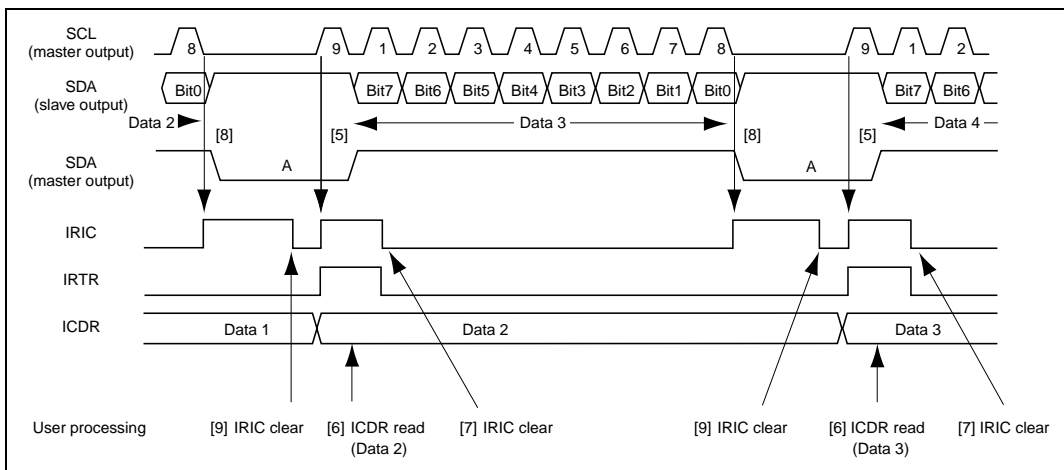 SCL
(master output)
8 9 1 2 3 4 5 6 7 8 9 1 2
SDA
(slave output)
Bit0 Bit7 Bit6 Bit5 Bit4 Bit3 Bit2 Bit1 Bit0 Bit7 Bit6
Data 2 [8] [5] Data 3 [8] [5] Data 4
SDA
(master output)
A A
IRIC
IRTR
ICDR Data 1 Data 2 Data 3
User processing [9] IRIC clear [6] ICDR read [7] IRIC clear [9] IRIC clear [6] ICDR read [7] IRIC clear
(Data 2) (Data 3)